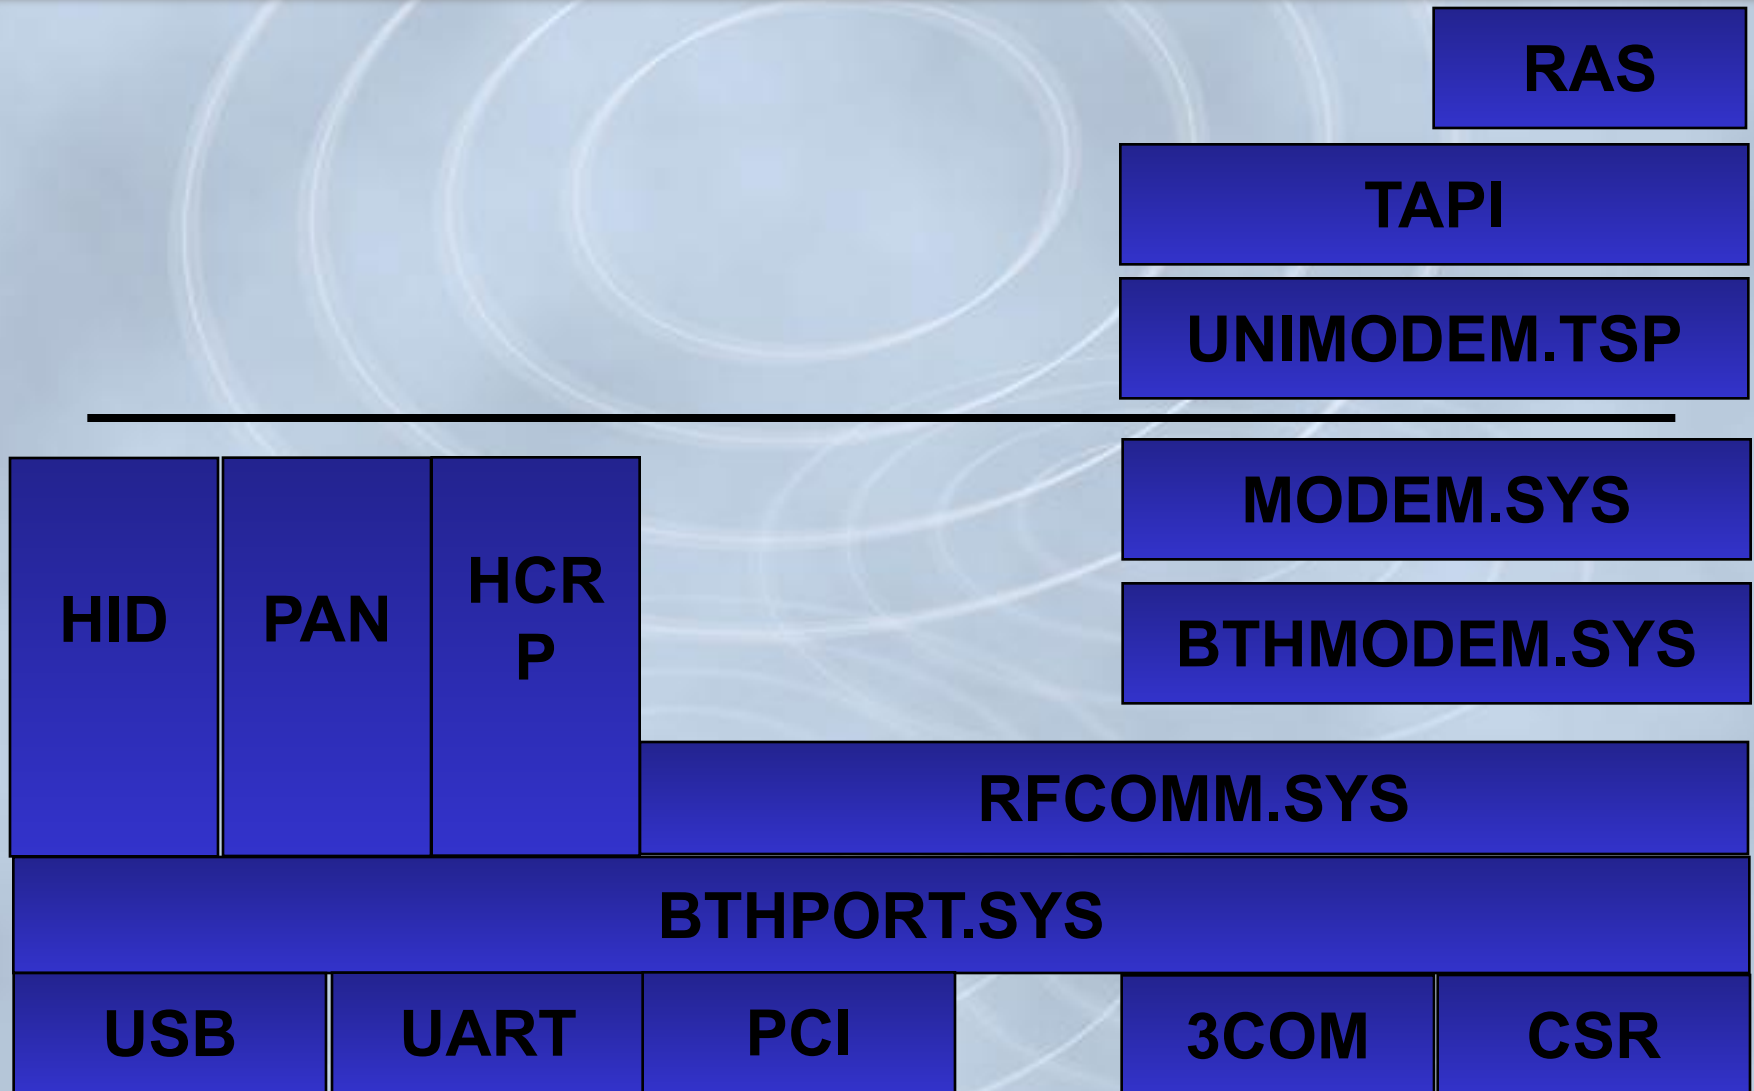 RAS
TAPI
UNIMODEM.TSP
MODEM.SYS
HID
PAN
HCR
P
BTHMODEM.SYS
RFCOMM.SYS
BTHPORT.SYS
USB
UART
PCI
3COM
CSR